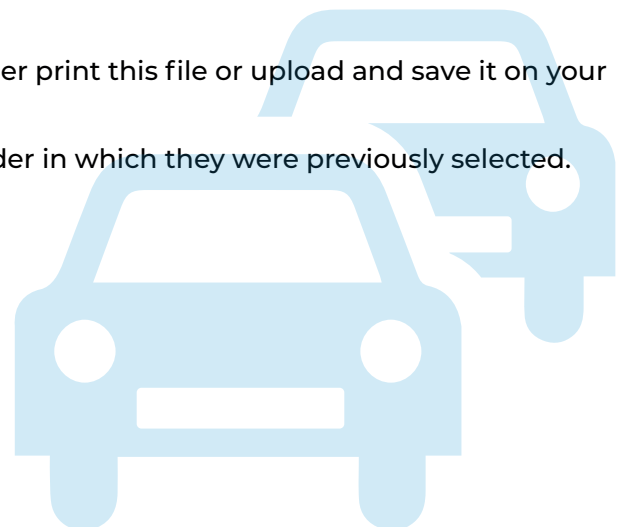 er print this file or upload and save it on your
der in which they were previously selected.